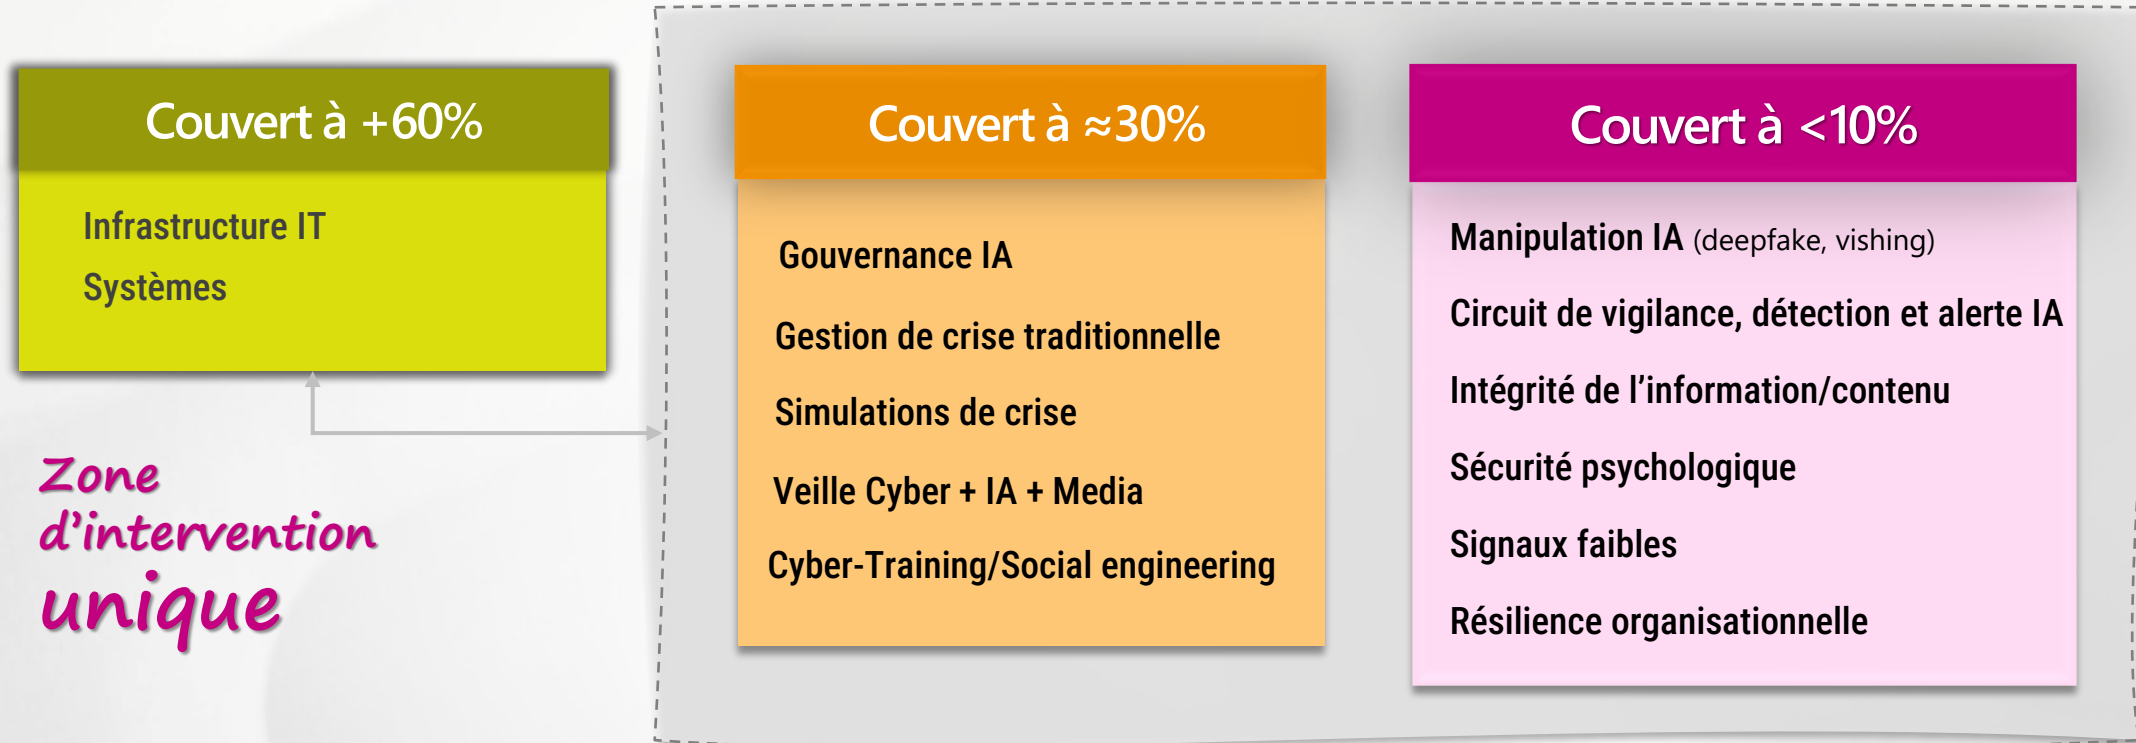 Couvert à +60%
Infrastructure IT
Systèmes
Zone
d’intervention
unique
Couvert à ≈30%
Gouvernance IA
Gestion de crise traditionnelle
Simulations de crise
Veille Cyber + IA + Media
Cyber-Training/Social engineering
Couvert à <10%
Manipulation IA (deepfake, vishing)
Circuit de vigilance, détection et alerte IA
Intégrité de l’information/contenu
Sécurité psychologique
Signaux faibles
Résilience organisationnelle